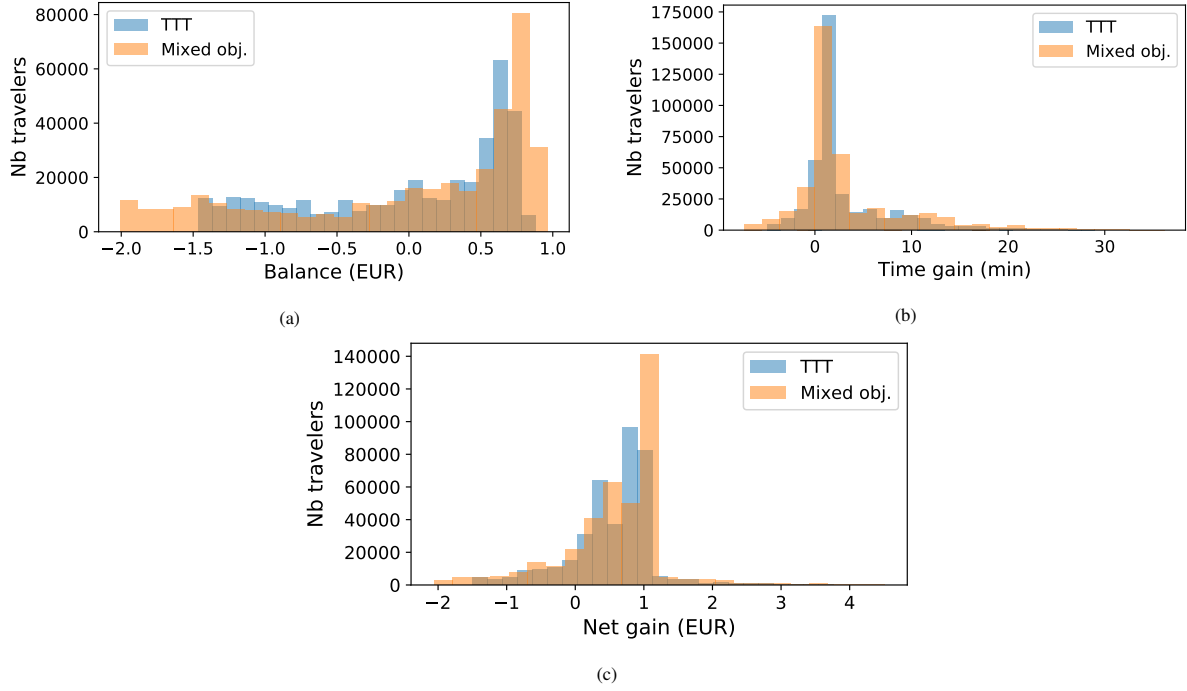 80000
60000
40000
20000
0
Nb travelers
TTT
Mixed obj.
−2.0 −1.5 −1.0 −0.5 0.0 0.5 1.0
Balance (EUR)
(a)
175000
150000
125000
100000
75000
50000
25000
0
Nb travelers
TTT
Mixed obj.
0 10 20 30
Time gain (min)
(b)
140000
120000
100000
80000
60000
40000
20000
0
Nb travelers
TTT
Mixed obj.
−2 −1 0 1 2 3 4
Net gain (EUR)
(c)